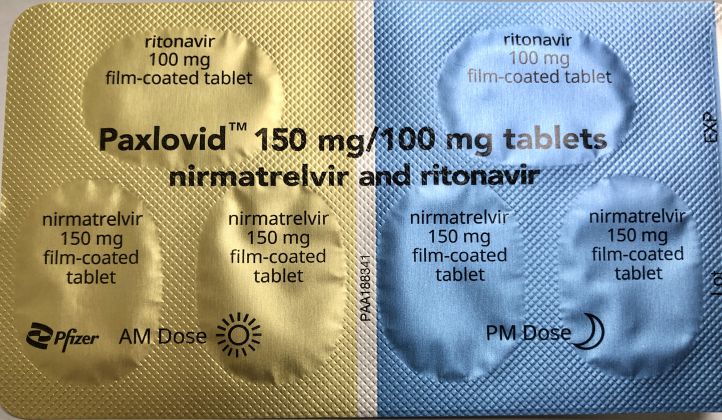 ritonavir
100 mg
film-coated tablet
ritonavir
100 mg
film-coated tablet
Paxlovid™ 150 mg/100 mg tablets
nirmatrelvir and ritonavir
nirmatrelvir
150 mg
film-coated
tablet
nirmatrelvir
150 mg
film-coated
tablet
nirmatrelvir
150 mg
film-coated
tablet
nirmatrelvir
150 mg
film-coated
tablet
Pfizer AM Dose
PM Dose
PAA186341
EXP